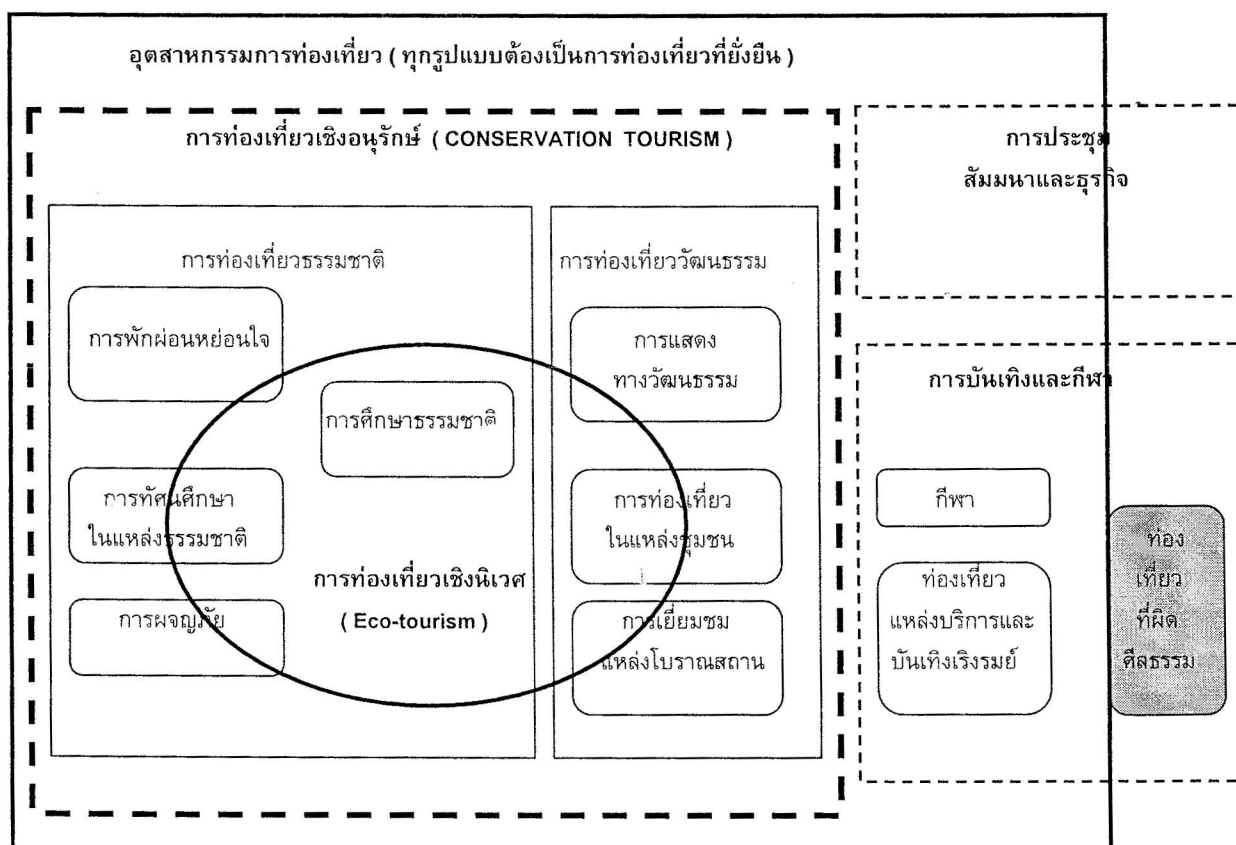 อุตสาหกรรมการท่องเที่ยว ( ทุกรูปแบบต้องเป็นการท่องเที่ยวที่ยั่งยืน )
การท่องเที่ยวเชิงอนุรักษ์ ( CONSERVATION TOURISM )
การท่องเที่ยวธรรมชาติ
การพักผ่อนหย่อนใจ
การศึกษาธรรมชาติ
การทัศนศึกษา
ในแหล่งธรรมชาติ
การผจญภัย
การท่องเที่ยวเชิงนิเวศ
( Eco-tourism )
การท่องเที่ยววัฒนธรรม
การแสดง
ทางวัฒนธรรม
การท่องเที่ยว
ในแหล่งชุมชน
การเยี่ยมชม
แหล่งโบราณสถาน
การประชุม
สัมมนาและธุรกิจ
การบันเทิงและกีฬา
กีฬา
ท่องเที่ยว
แหล่งบริการและ
บันเทิงเริงรมย์
ท่อง
เที่ยว
ที่ผิด
ศีลธรรม